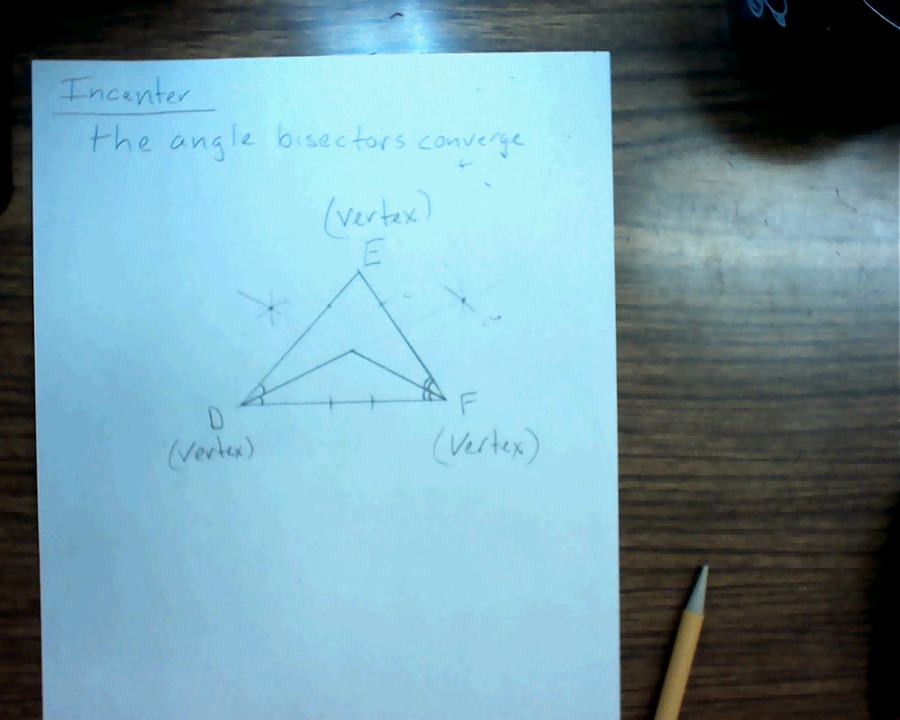 Incenter
the angle bisectors converge
(vertex)
E
D
F
(vertex)
(vertex)